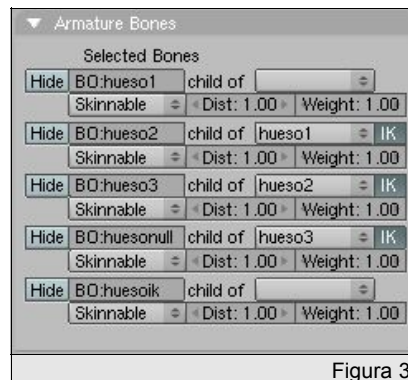 Armature Bones
Selected Bones
Hide BO:hueso1 child of
Skinnable Dist: 1.00 Weight: 1.00
Hide BO:hueso2 child of hueso1 IK
Skinnable Dist: 1.00 Weight: 1.00
Hide BO:hueso3 child of hueso2 IK
Skinnable Dist: 1.00 Weight: 1.00
Hide BO:huesonull child of hueso3 IK
Skinnable Dist: 1.00 Weight: 1.00
Hide BO:huesoik child of
Skinnable Dist: 1.00 Weight: 1.00
Figura 3